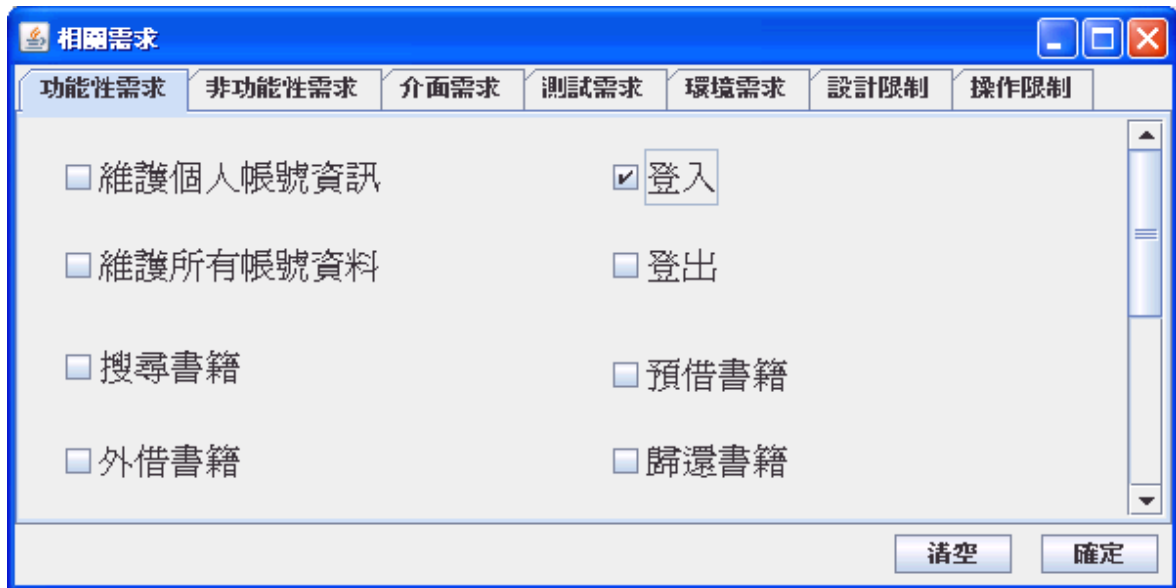 相關需求
功能性需求 非功能性需求 介面需求 測試需求 環境需求 設計限制 操作限制
維護個人帳號資訊 登入
維護所有帳號資料 登出
搜尋書籍 預借書籍
外借書籍 歸還書籍
清空 確定